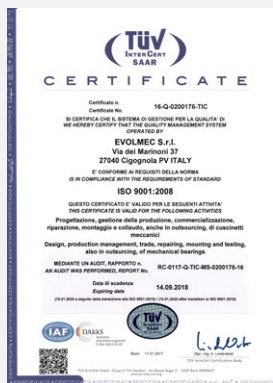 TÜV
INTERCERT
SAAR
CERTIFICATE
Certificato n.
Certificate No.
16-Q-0200176-TIC
SI CERTIFICA CHE IL SISTEMA DI GESTIONE PER LA QUALITA' DI
WE HEREBY CERTIFY THAT THE QUALITY MANAGEMENT SYSTEM
OPERATED BY
EVOLMEC S.r.l.
Via dei Marinoni 37
27040 Cigognola PV ITALY
E' CONFORME AI REQUISITI DELLA NORMA
IS IN COMPLIANCE WITH THE REQUIREMENTS OF STANDARD
ISO 9001:2008
QUESTO CERTIFICATO E' VALIDO PER LE SEGUENTI ATTIVITA'
THIS CERTIFICATE IS VALID FOR THE FOLLOWING ACTIVITIES
Progettazione, gestione della produzione, commercializzazione,
riparazione, montaggio e collaudo, anche in outsourcing, di cuscinetti
meccanici
Design, production management, trade, repairing, mountng and testing,
also in outsourcing, of mechanical bearings
MEDIANTE UN AUDIT, RAPPORTO n.
AN AUDIT WAS PERFORMED, REPORT No.
RC-0117-Q-TIC-MS-0200176-16
Data di scadenza
Expiring date
14.09.2018
IAF
DAkkS
TÜV